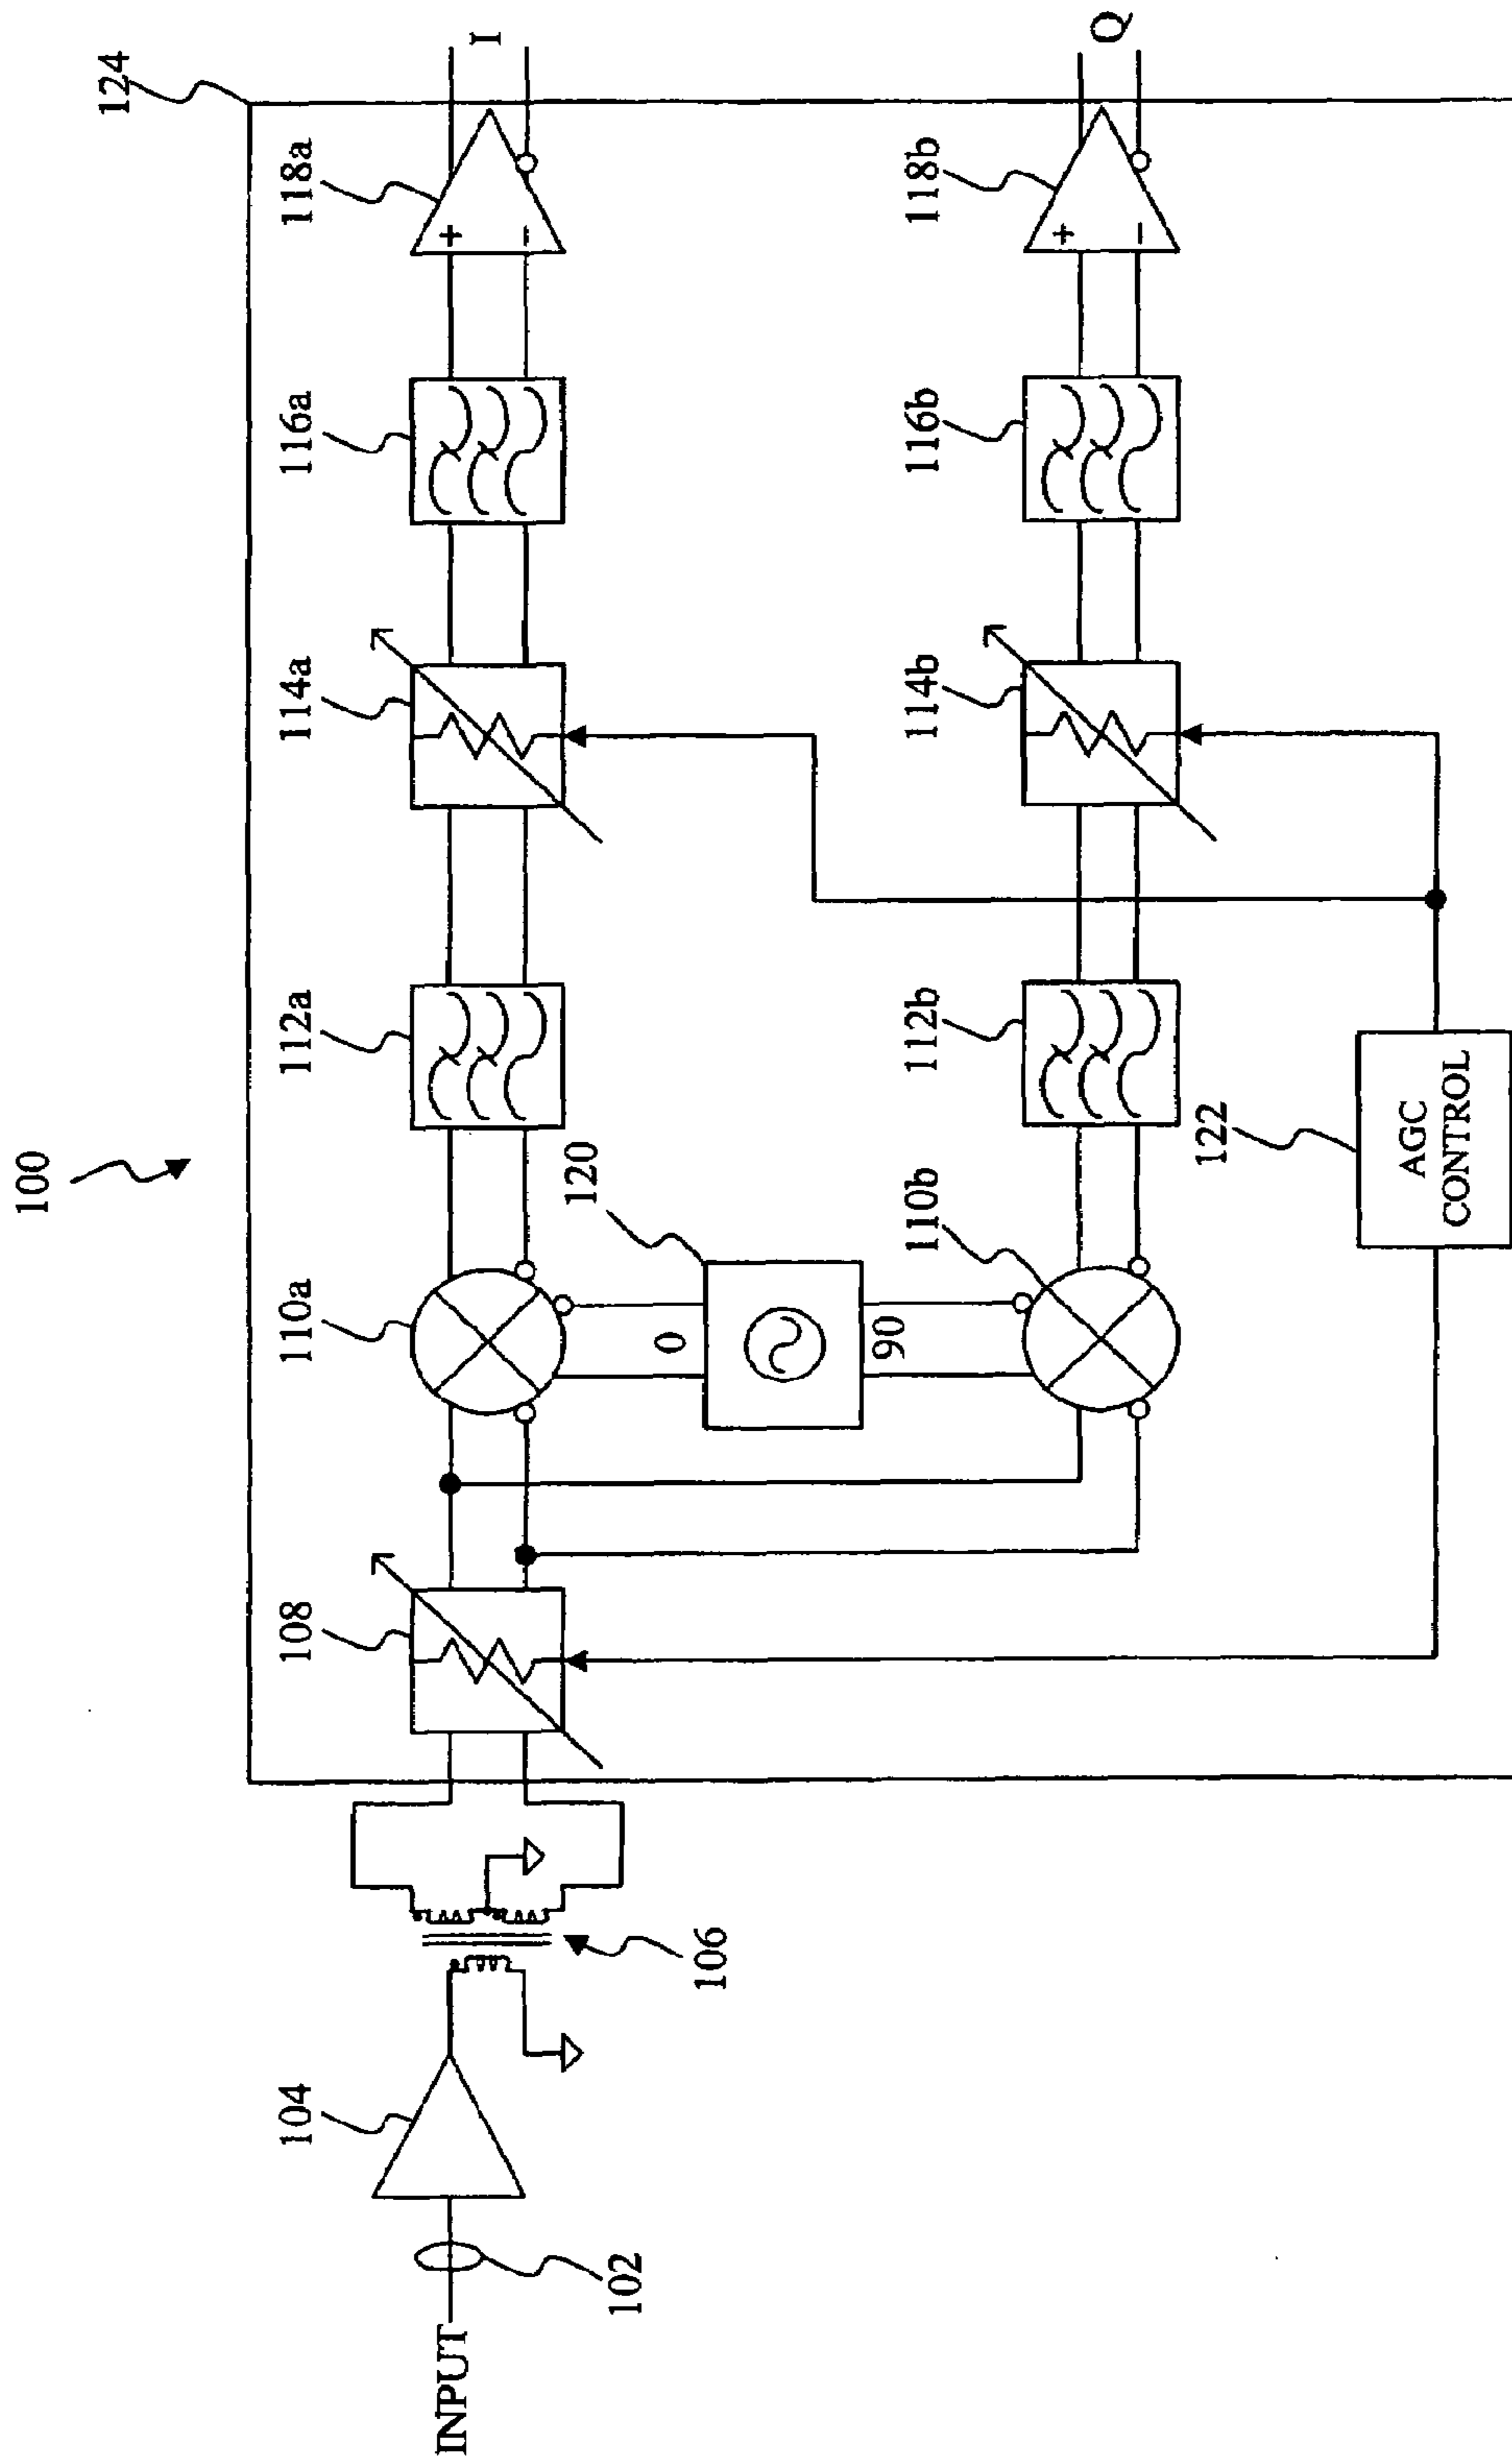 100
124
INPUT
102
104
106
108
110a
112a
114a
116a
118a
+
−
I
0
120
90
110b
112b
114b
116b
118b
+
−
Q
122
AGC
CONTROL